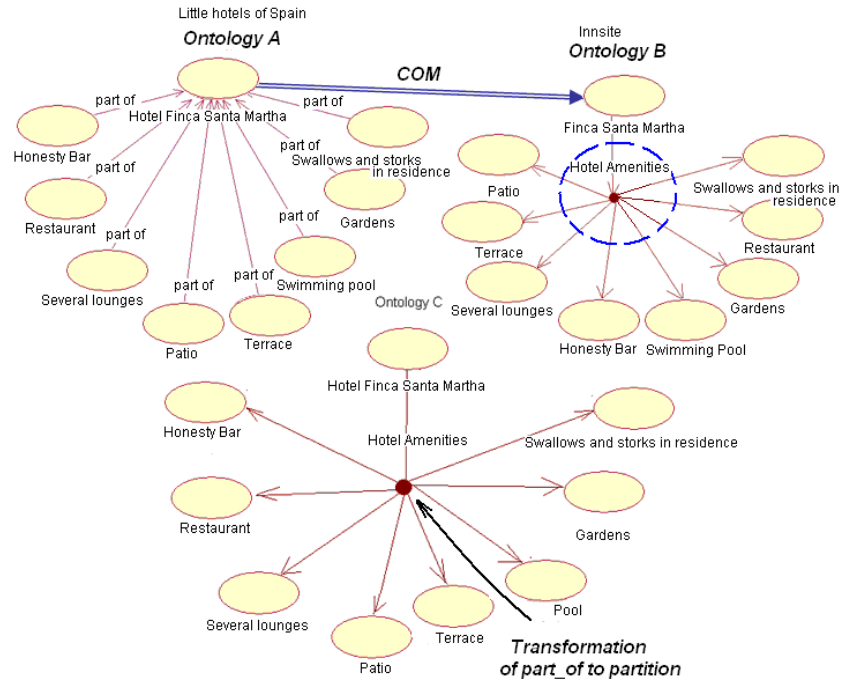 Little hotels of Spain
Ontology A
Innsite
Ontology B
COM
part of
Hotel Finca Santa Martha
Finca Santa Martha
Honesty Bar
part of
Swallows and storks
in residence
part of
Restaurant
part of
Gardens
part of
Several lounges
part of
Swimming pool
part of
Patio
part of
Terrace
Hotel Amenities
Patio
Swallows and storks in
residence
Terrace
Restaurant
Several lounges
Gardens
Honesty Bar
Swimming Pool
Ontology C
Hotel Finca Santa Martha
Honesty Bar
Hotel Amenities
Swallows and storks in residence
Restaurant
Gardens
Several lounges
Pool
Terrace
Patio
Transformation
of part_of to partition